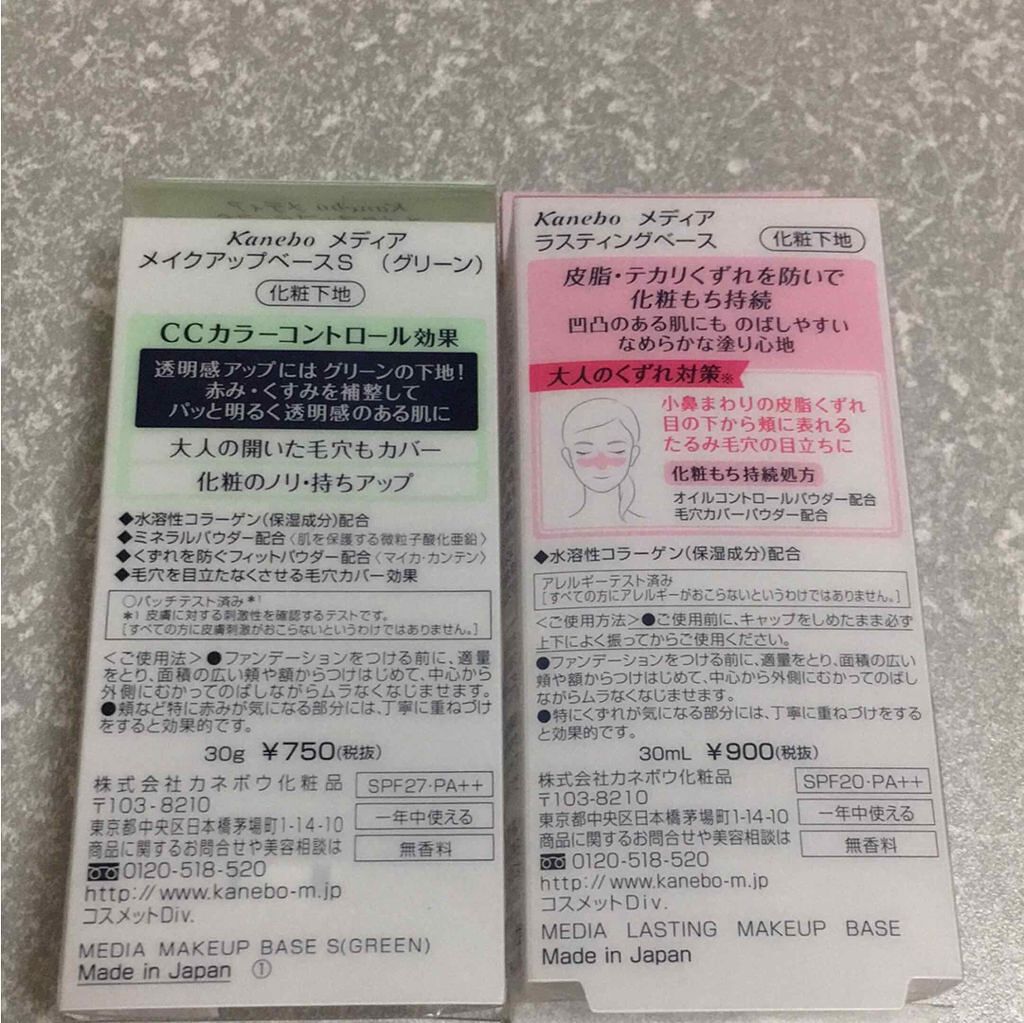 Kanebo メディア
メイクアップベースS （グリーン）
化粧下地
CCカラーコントロール効果
透明感アップには グリーンの下地!
赤み・くすみを補整して
パッと明るく透明感のある肌に
大人の開いた毛穴もカバー
化粧のノリ・持ちアップ
◆水溶性コラーゲン(保湿成分)配合
◆ミネラルパウダー配合〈肌を保護する微粒子酸化亜鉛〉
◆くずれを防ぐフィットパウダー配合〈マイカ・カンテン〉
◆毛穴を目立たなくさせる毛穴カバー効果
○パッチテスト済み*1
*1 皮膚に対する刺激性を確認するテストです。
[すべての方に皮膚刺激がおこらないというわけではありません。]
＜ご使用法＞●ファンデーションをつける前に、適量
をとり、面積の広い頬や額からつけはじめて、中心から
外側にむかってのばしながらムラなくなじませます。
●頬など特に赤みが気になる部分には、丁寧に重ねづけ
をすると効果的です。
30g ￥750(税抜)
株式会社カネボウ化粧品
〒103-8210
東京都中央区日本橋茅場町1-14-10
商品に関するお問合せや美容相談は
0120-518-520
http://www.kanebo-m.jp
コスメットDiv.
SPF27・PA++
一年中使える
無香料
MEDIA MAKEUP BASE S(GREEN)
Made in Japan ①
Kanebo メディア
ラスティングベース
化粧下地
皮脂・テカリくずれを防いで
化粧もち持続
凹凸のある肌にも のばしやすい
なめらかな塗り心地
大人のくずれ対策※
小鼻まわりの皮脂くずれ
目の下から頬に表れる
たるみ毛穴の目立ちに
化粧もち持続処方
オイルコントロールパウダー配合
毛穴カバーパウダー配合
◆水溶性コラーゲン(保湿成分)配合
アレルギーテスト済み
[すべての方にアレルギーがおこらないというわけではありません。]
＜ご使用方法＞●ご使用前に、キャップをしめたまま必ず
上下によく振ってからご使用ください。
●ファンデーションをつける前に、適量をとり、面積の広い
頬や額からつけはじめて、中心から外側にむかってのばし
ながらムラなくなじませます。
●特にくずれが気になる部分には、丁寧に重ねづけをする
と効果的です。
30mL ￥900(税抜)
株式会社カネボウ化粧品
〒103-8210
東京都中央区日本橋茅場町1-14-10
商品に関するお問合せや美容相談は
0120-518-520
http://www.kanebo-m.jp
コスメットDiv.
SPF20・PA++
一年中使える
無香料
MEDIA LASTING MAKEUP BASE
Made in Japan